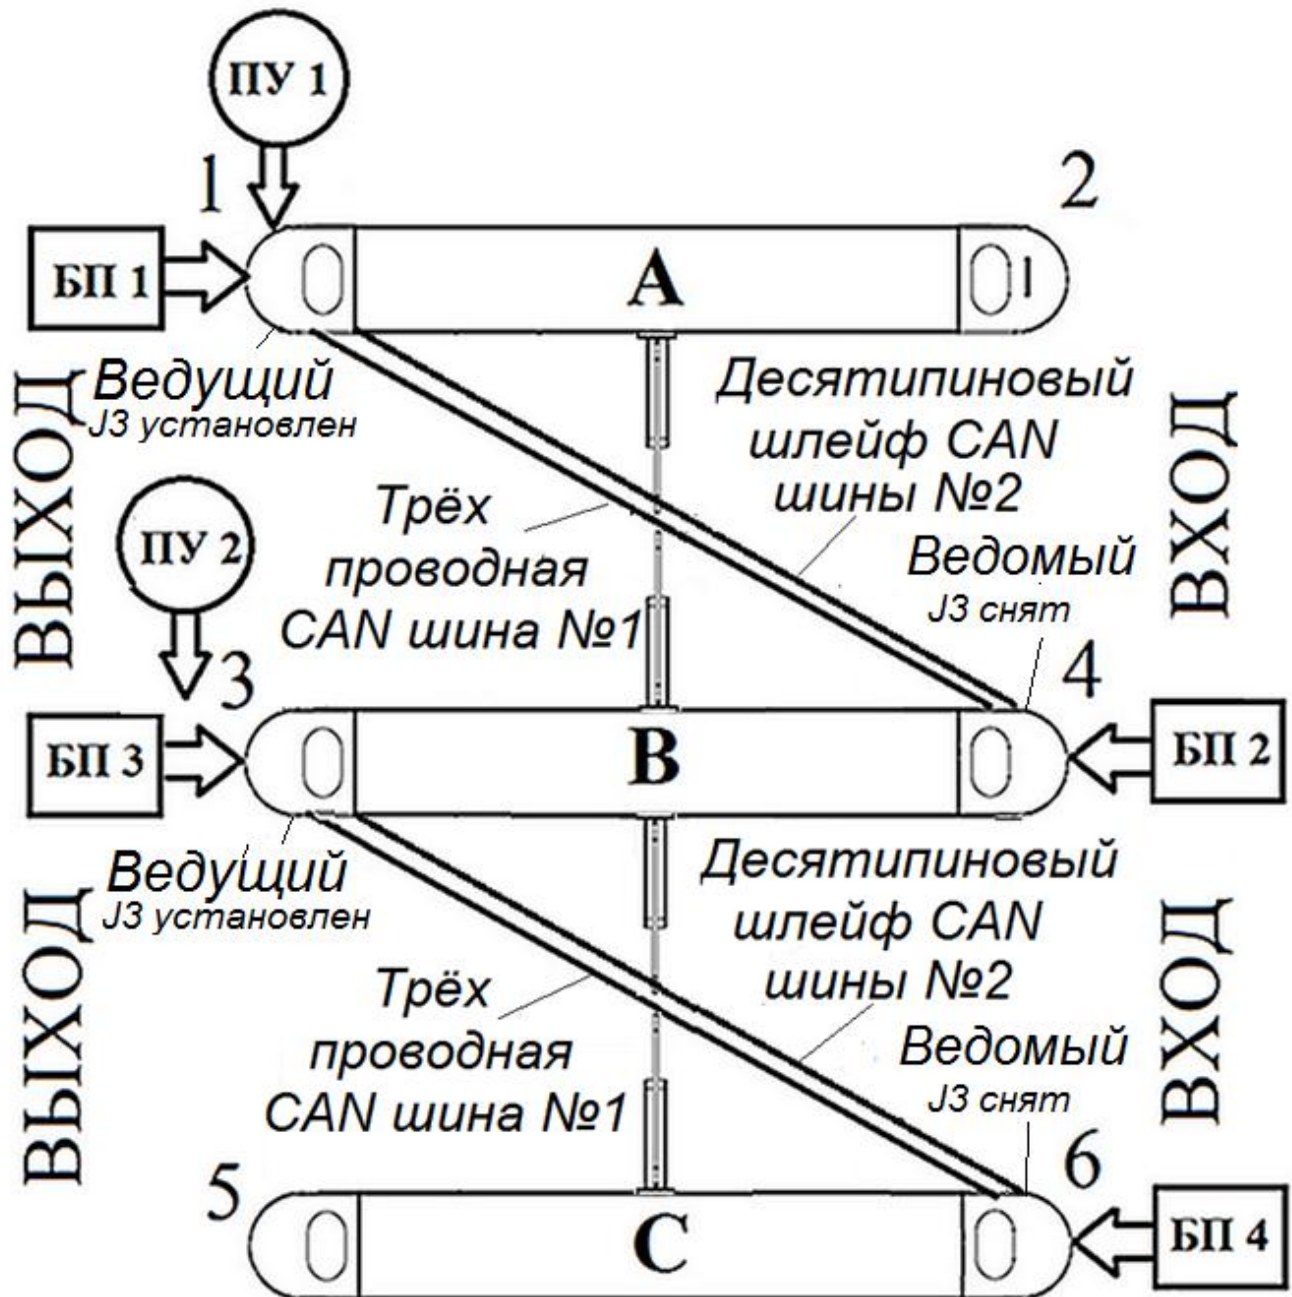 ПУ 1
1
2
БП 1
A
Ведущий
J3 установлен
ВЫХОД
Десятипиновый
шлейф CAN
шины №2
ВХОД
Трёх
проводная
CAN шина №1
Ведомый
J3 снят
ПУ 2
3
4
БП 3
B
БП 2
Ведущий
J3 установлен
ВЫХОД
Десятипиновый
шлейф CAN
шины №2
ВХОД
Трёх
проводная
CAN шина №1
Ведомый
J3 снят
5
6
C
БП 4